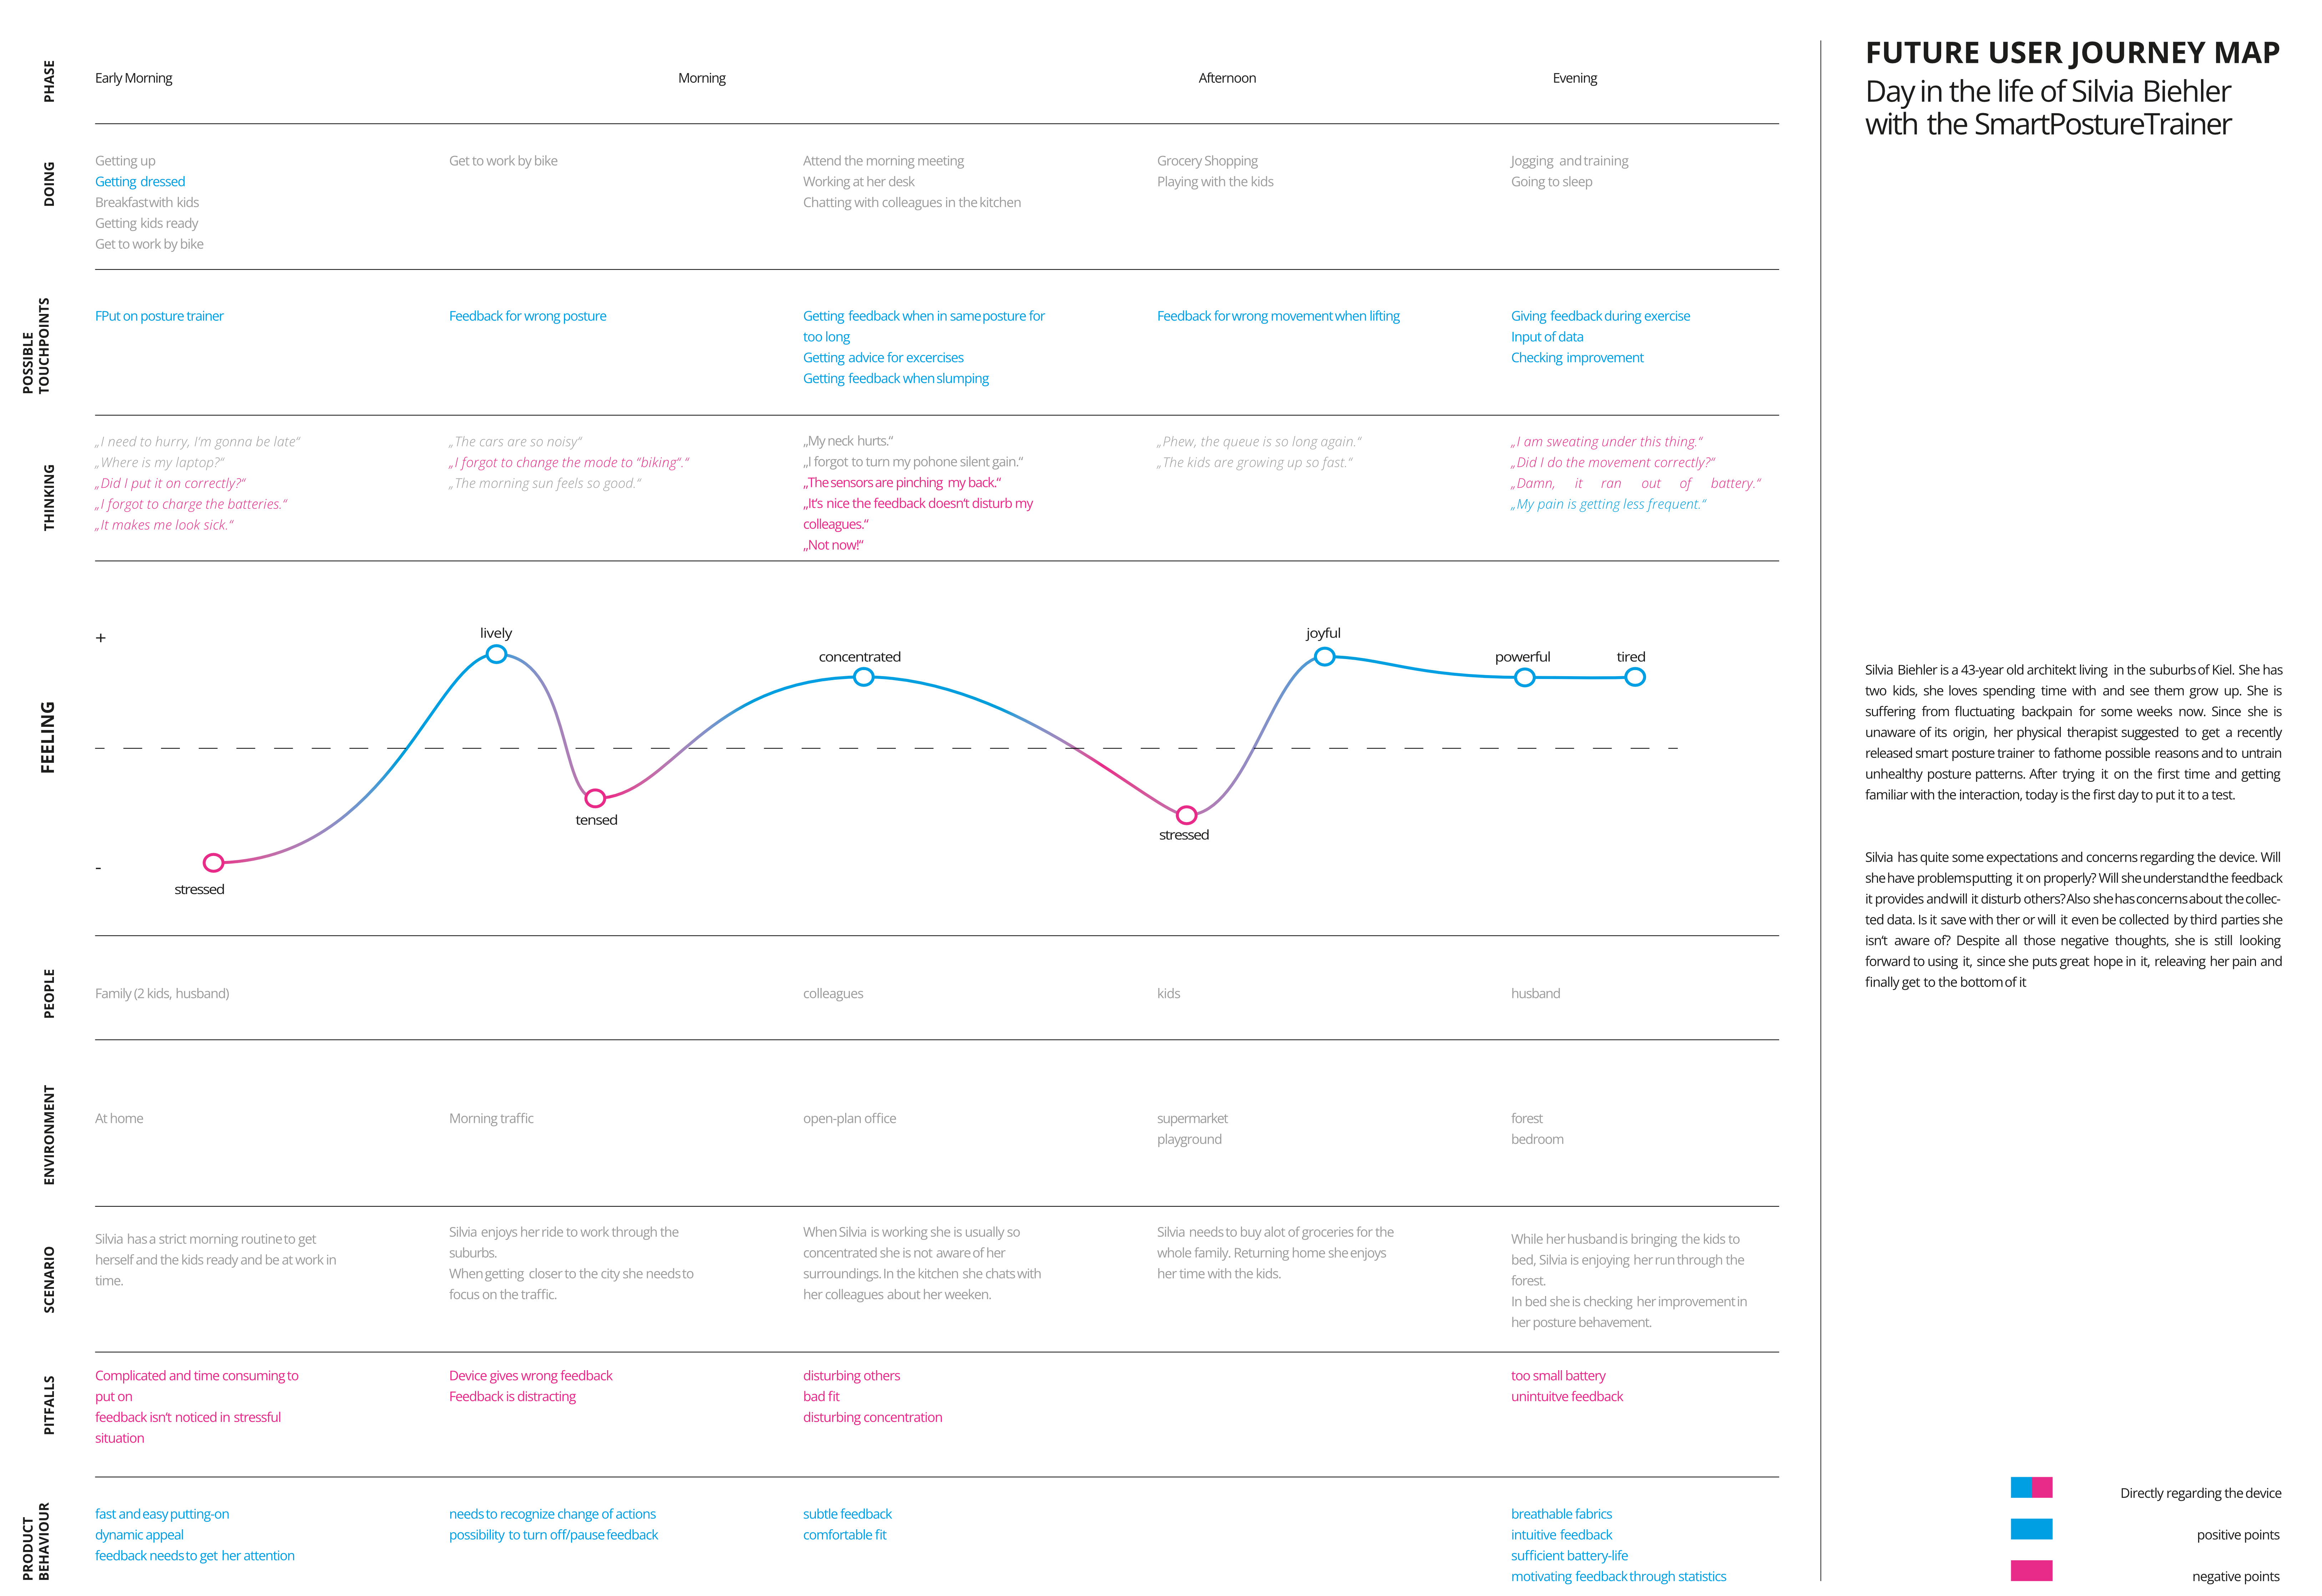 FUTURE USER JOURNEY MAP
Day in the life of Silvia Biehler
with the SmartPostureTrainer
PHASE
Early Morning
Morning
Afternoon
Evening
DOING
Getting up
Getting dressed
Breakfast with kids
Getting kids ready
Get to work by bike
Get to work by bike
Attend the morning meeting
Working at her desk
Chatting with colleagues in the kitchen
Grocery Shopping
Playing with the kids
Jogging and training
Going to sleep
POSSIBLE
TOUCHPOINTS
FPut on posture trainer
Feedback for wrong posture
Getting feedback when in same posture for
too long
Getting advice for excercises
Getting feedback when slumping
Feedback for wrong movement when lifting
Giving feedback during exercise
Input of data
Checking improvement
THINKING
„I need to hurry, I'm gonna be late“
„Where is my laptop?“
„Did I put it on correctly?“
„I forgot to charge the batteries.“
„It makes me look sick.“
„The cars are so noisy“
„I forgot to change the mode to “biking“.“
„The morning sun feels so good.“
„My neck hurts.“
„I forgot to turn my pohone silent gain.“
„The sensors are pinching my back.“
„It's nice the feedback doesn't disturb my
colleagues.“
„Not now!“
„Phew, the queue is so long again.“
„The kids are growing up so fast.“
„I am sweating under this thing.“
„Did I do the movement correctly?“
„Damn, it ran out of battery.“
„My pain is getting less frequent.“
FEELING
+
-
stressed
lively
tensed
concentrated
stressed
joyful
powerful
tired
PEOPLE
Family (2 kids, husband)
colleagues
kids
husband
ENVIRONMENT
At home
Morning traffic
open-plan office
supermarket
playground
forest
bedroom
SCENARIO
Silvia has a strict morning routine to get
herself and the kids ready and be at work in
time.
Silvia enjoys her ride to work through the
suburbs.
When getting closer to the city she needs to
focus on the traffic.
When Silvia is working she is usually so
concentrated she is not aware of her
surroundings. In the kitchen she chats with
her colleagues about her weeken.
Silvia needs to buy alot of groceries for the
whole family. Returning home she enjoys
her time with the kids.
While her husband is bringing the kids to
bed, Silvia is enjoying her run through the
forest.
In bed she is checking her improvement in
her posture behavement.
PITFALLS
Complicated and time consuming to
put on
feedback isn't noticed in stressful
situation
Device gives wrong feedback
Feedback is distracting
disturbing others
bad fit
disturbing concentration
too small battery
unintuitve feedback
PRODUCT
BEHAVIOUR
fast and easy putting-on
dynamic appeal
feedback needs to get her attention
needs to recognize change of actions
possibility to turn off/pause feedback
subtle feedback
comfortable fit
breathable fabrics
intuitive feedback
sufficient battery-life
motivating feedback through statistics
Silvia Biehler is a 43-year old architekt living in the suburbs of Kiel. She has
two kids, she loves spending time with and see them grow up. She is
suffering from fluctuating backpain for some weeks now. Since she is
unaware of its origin, her physical therapist suggested to get a recently
released smart posture trainer to fathome possible reasons and to untrain
unhealthy posture patterns. After trying it on the first time and getting
familiar with the interaction, today is the first day to put it to a test.
Silvia has quite some expectations and concerns regarding the device. Will
she have problems putting it on properly? Will she understand the feedback
it provides and will it disturb others? Also she has concerns about the collec-
ted data. Is it save with ther or will it even be collected by third parties she
isn't aware of? Despite all those negative thoughts, she is still looking
forward to using it, since she puts great hope in it, releaving her pain and
finally get to the bottom of it
Directly regarding the device
positive points
negative points